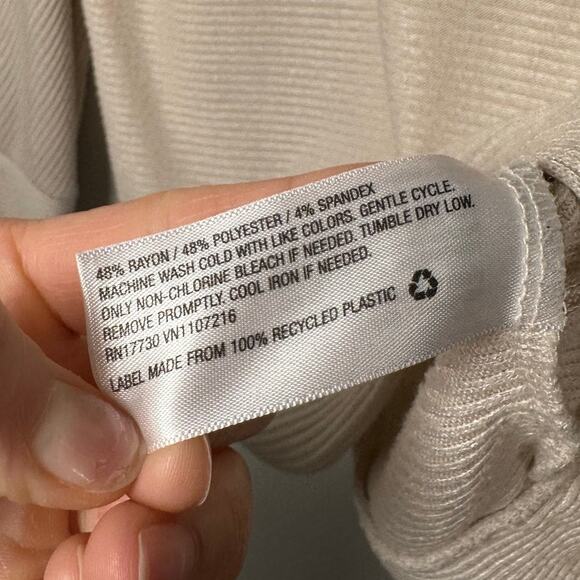 48% RAYON / 48% POLYESTER / 4% SPANDEX
MACHINE WASH COLD WITH LIKE COLORS. GENTLE CYCLE.
ONLY NON-CHLORINE BLEACH IF NEEDED. TUMBLE DRY LOW.
REMOVE PROMPTLY, COOL IRON IF NEEDED.
RN17730 VN1107216
LABEL MADE FROM 100% RECYCLED PLASTIC